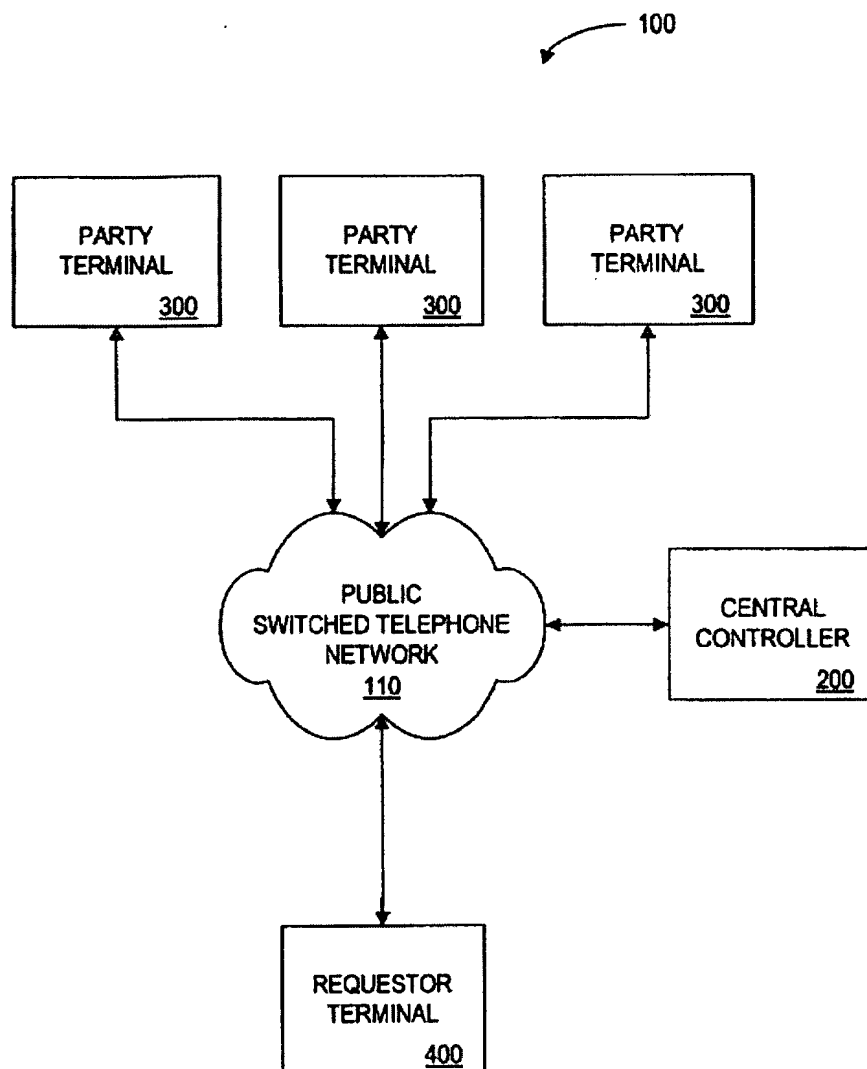 100
PARTY
TERMINAL
300
PARTY
TERMINAL
300
PARTY
TERMINAL
300
PUBLIC
SWITCHED TELEPHONE
NETWORK
110
CENTRAL
CONTROLLER
200
REQUESTOR
TERMINAL
400